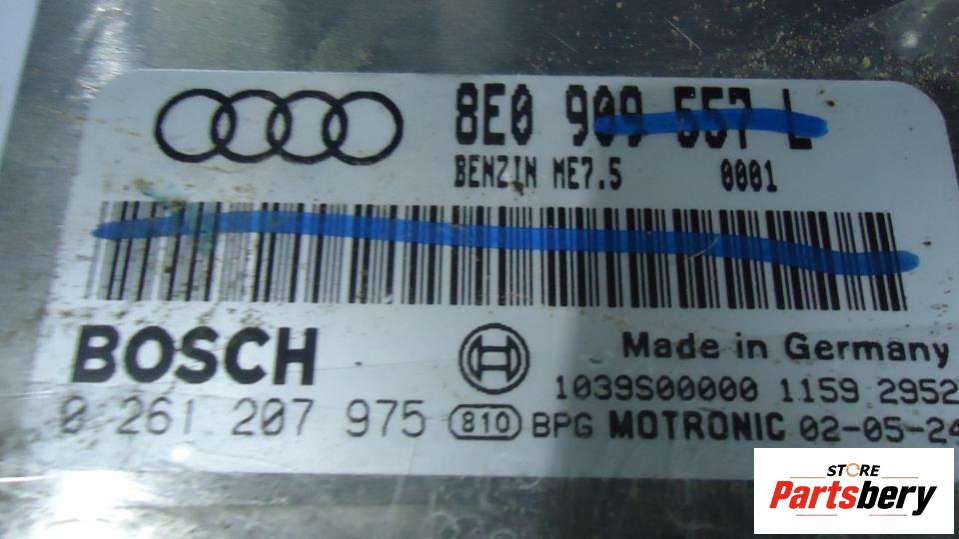 8E0 909 557 L
BENZIN ME7.5 0001
BOSCH
Made in Germany
1039S00000 1159 2952
0 261 207 975 810 BPG MOTRONIC 02-05-24
STORE
Partsbery